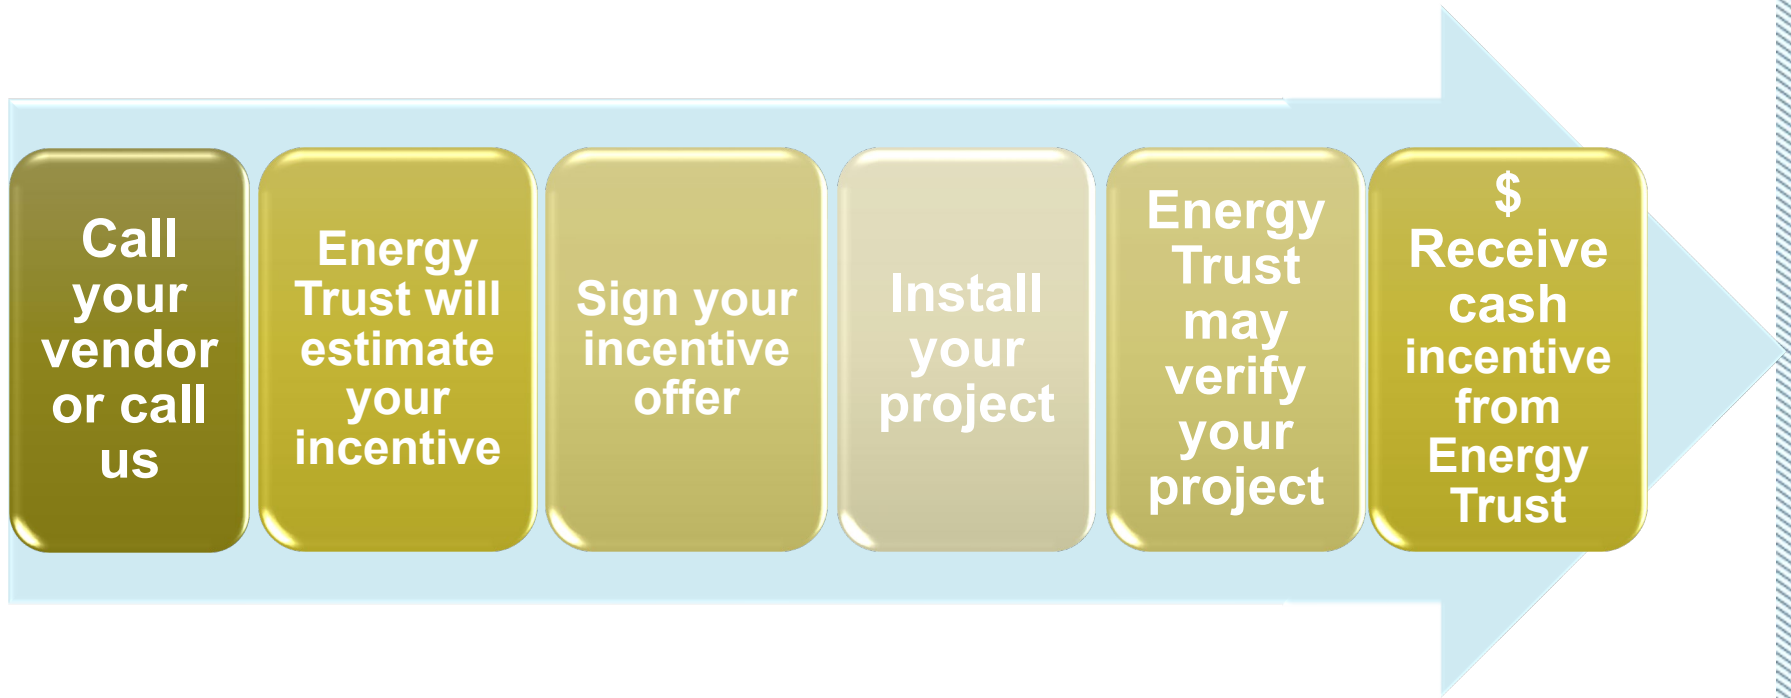 Call
your
vendor
or call
us
Energy
Trust will
estimate
your
incentive
Sign your
incentive
offer
Install
your
project
Energy
Trust
may
verify
your
project
$
Receive
cash
incentive
from
Energy
Trust